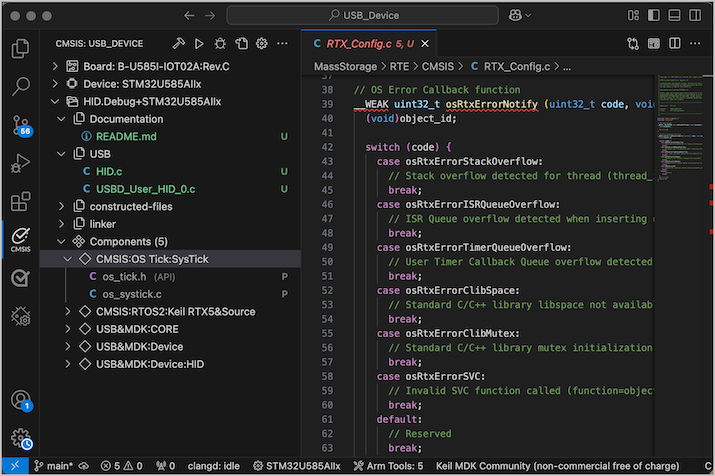 USB_Device
CMSIS: USB_DEVICE
Board: B-U585I-IOT02A:Rev.C
Device: STM32U585AIIx
HID.Debug+STM32U585AIIx
Documentation
README.md U
USB
HID.c U
USBD_User_HID_0.c U
constructed-files
linker
Components (5)
CMSIS:OS Tick:SysTick
os_tick.h (API) P
os_systick.c P
CMSIS:RTOS2:Keil RTX5&Source
USB&MDK:CORE
USB&MDK:Device
USB&MDK:Device:HID
56
CMSIS
1
RTX_Config.c 5, U
MassStorage > RTE > CMSIS > C RTX_Config.c > ...
37
38 // OS Error Callback function
39 __WEAK uint32_t osRtxErrorNotify (uint32_t code, voi
40 (void)object_id;
41
42 switch (code) {
43 case osRtxErrorStackOverflow:
44 // Stack overflow detected for thread (thread_
45 break;
46 case osRtxErrorISRQueueOverflow:
47 // ISR Queue overflow detected when inserting
48 break;
49 case osRtxErrorTimerQueueOverflow:
50 // User Timer Callback Queue overflow detected
51 break;
52 case osRtxErrorClibSpace:
53 // Standard C/C++ library libspace not availab
54 break;
55 case osRtxErrorClibMutex:
56 // Standard C/C++ library mutex initialization
57 break;
58 case osRtxErrorSVC:
59 // Invalid SVC function called (function=objec
60 break;
61 default:
62 // Reserved
63 break;
main* 5 0 0 clangd: idle STM32U585AIIx Arm Tools: 5 Keil MDK Community (non-commercial free of charge) C